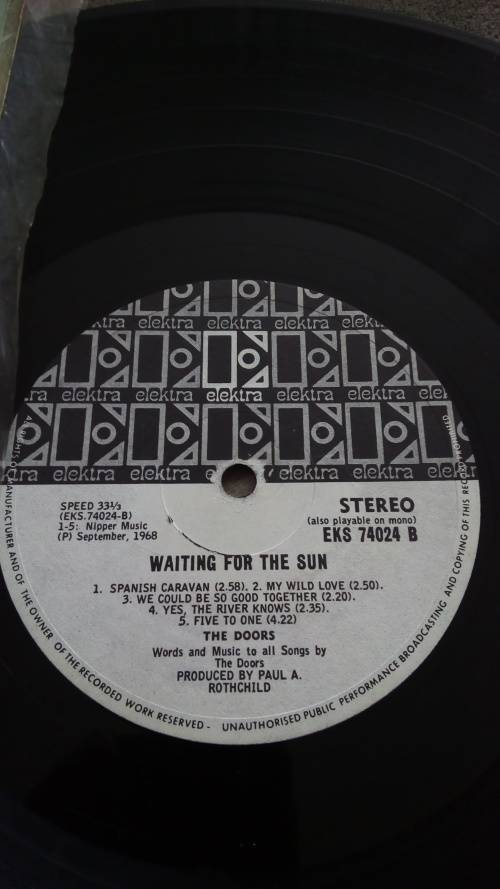 elektra elektra elektra elektra
elektra elektra elektra elektra elektra elektra
elektra elektra elektra elektra elektra elektra
SPEED 33⅓
(EKS.74024-B)
1-5: Nipper Music
(P) September, 1968
STEREO
(also playable on mono)
EKS 74024 B
WAITING FOR THE SUN
1. SPANISH CARAVAN (2.58). 2. MY WILD LOVE (2.50).
3. WE COULD BE SO GOOD TOGETHER (2.20).
4. YES, THE RIVER KNOWS (2.35).
5. FIVE TO ONE (4.22)
THE DOORS
Words and Music to all Songs by
The Doors
PRODUCED BY PAUL A.
ROTHCHILD
MANUFACTURER AND OF THE OWNER OF THE RECORDED WORK RESERVED - UNAUTHORISED PUBLIC PERFORMANCE BROADCASTING AND COPYING OF THIS RECORD PROHIBITED